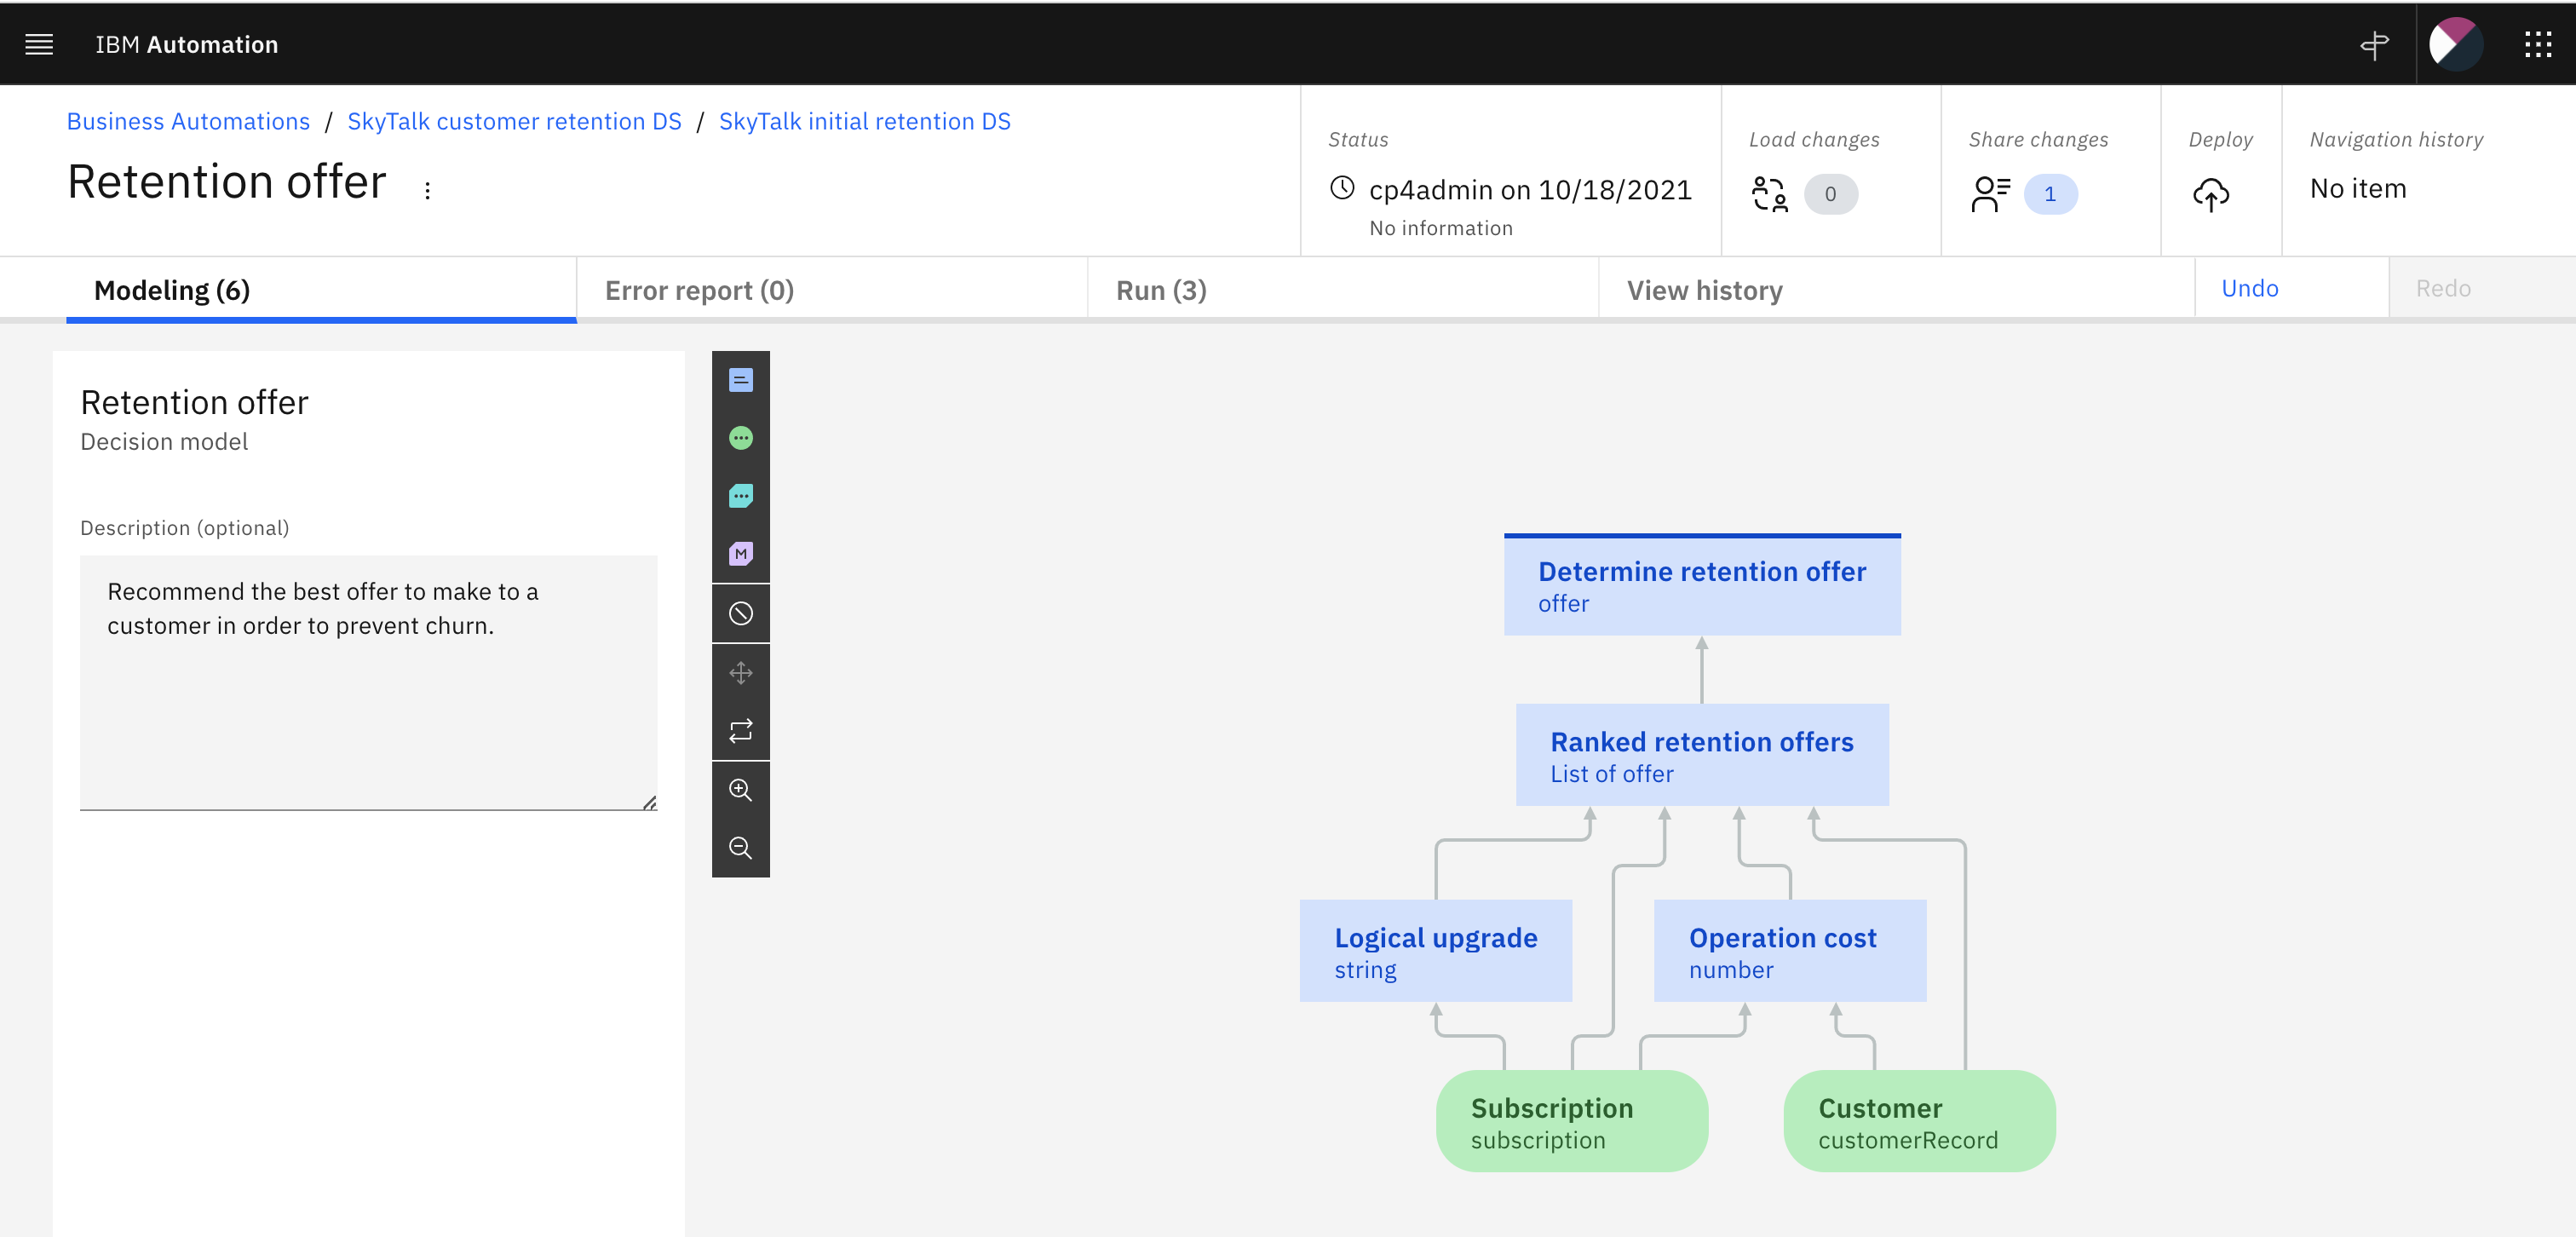 IBM Automation
Business Automations / SkyTalk customer retention DS / SkyTalk initial retention DS
Retention offer
Status
cp4admin on 10/18/2021
No information
Load changes
0
Share changes
1
Deploy
Navigation history
No item
Modeling (6)
Error report (0)
Run (3)
View history
Undo
Redo
Retention offer
Decision model
Description (optional)
Recommend the best offer to make to a
customer in order to prevent churn.
M
Determine retention offer
offer
Ranked retention offers
List of offer
Logical upgrade
string
Operation cost
number
Subscription
subscription
Customer
customerRecord